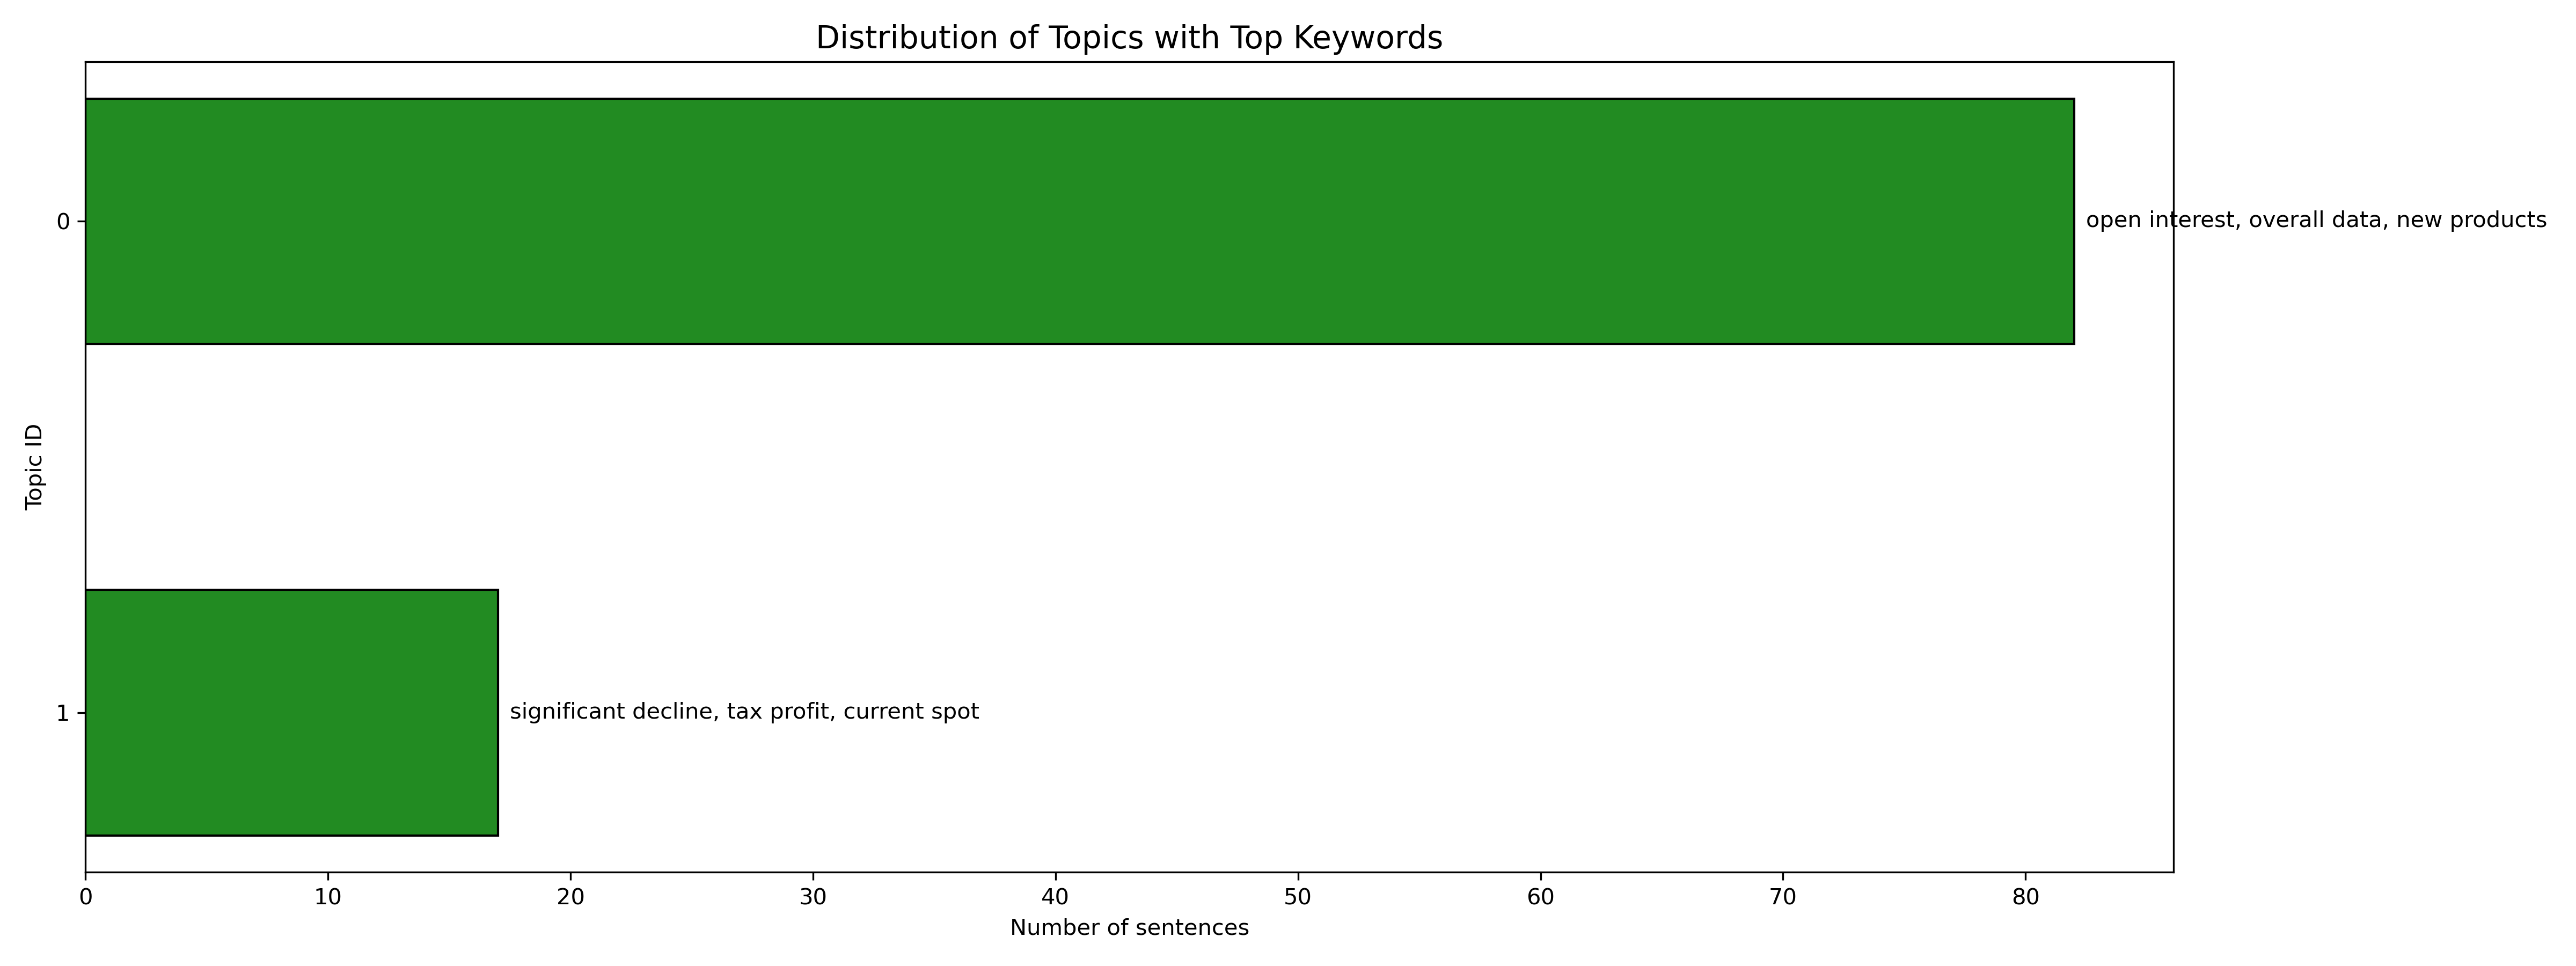 Distribution of Topics with Top Keywords
0
open interest, overall data, new products
Topic ID
1
significant decline, tax profit, current spot
0 10 20 30 40 50 60 70 80
Number of sentences